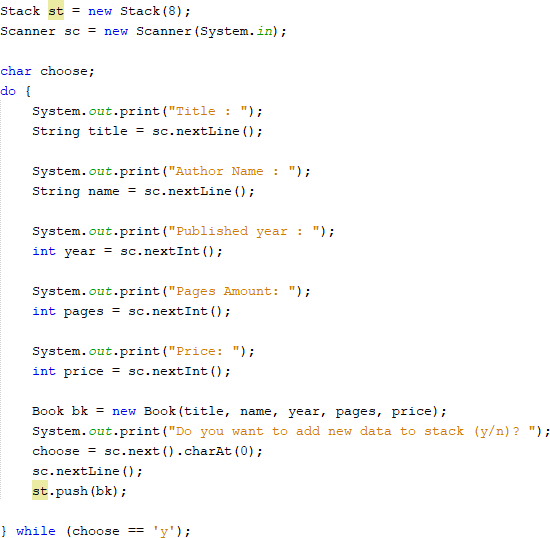 Stack st = new Stack(8);
Scanner sc = new Scanner(System.in);
char choose;
do {
System.out.print("Title : ");
String title = sc.nextLine();
System.out.print("Author Name : ");
String name = sc.nextLine();
System.out.print("Published year : ");
int year = sc.nextInt();
System.out.print("Pages Amount: ");
int pages = sc.nextInt();
System.out.print("Price: ");
int price = sc.nextInt();
Book bk = new Book(title, name, year, pages, price);
System.out.print("Do you want to add new data to stack (y/n)? ");
choose = sc.next().charAt(0);
sc.nextLine();
st.push(bk);
} while (choose == 'y');